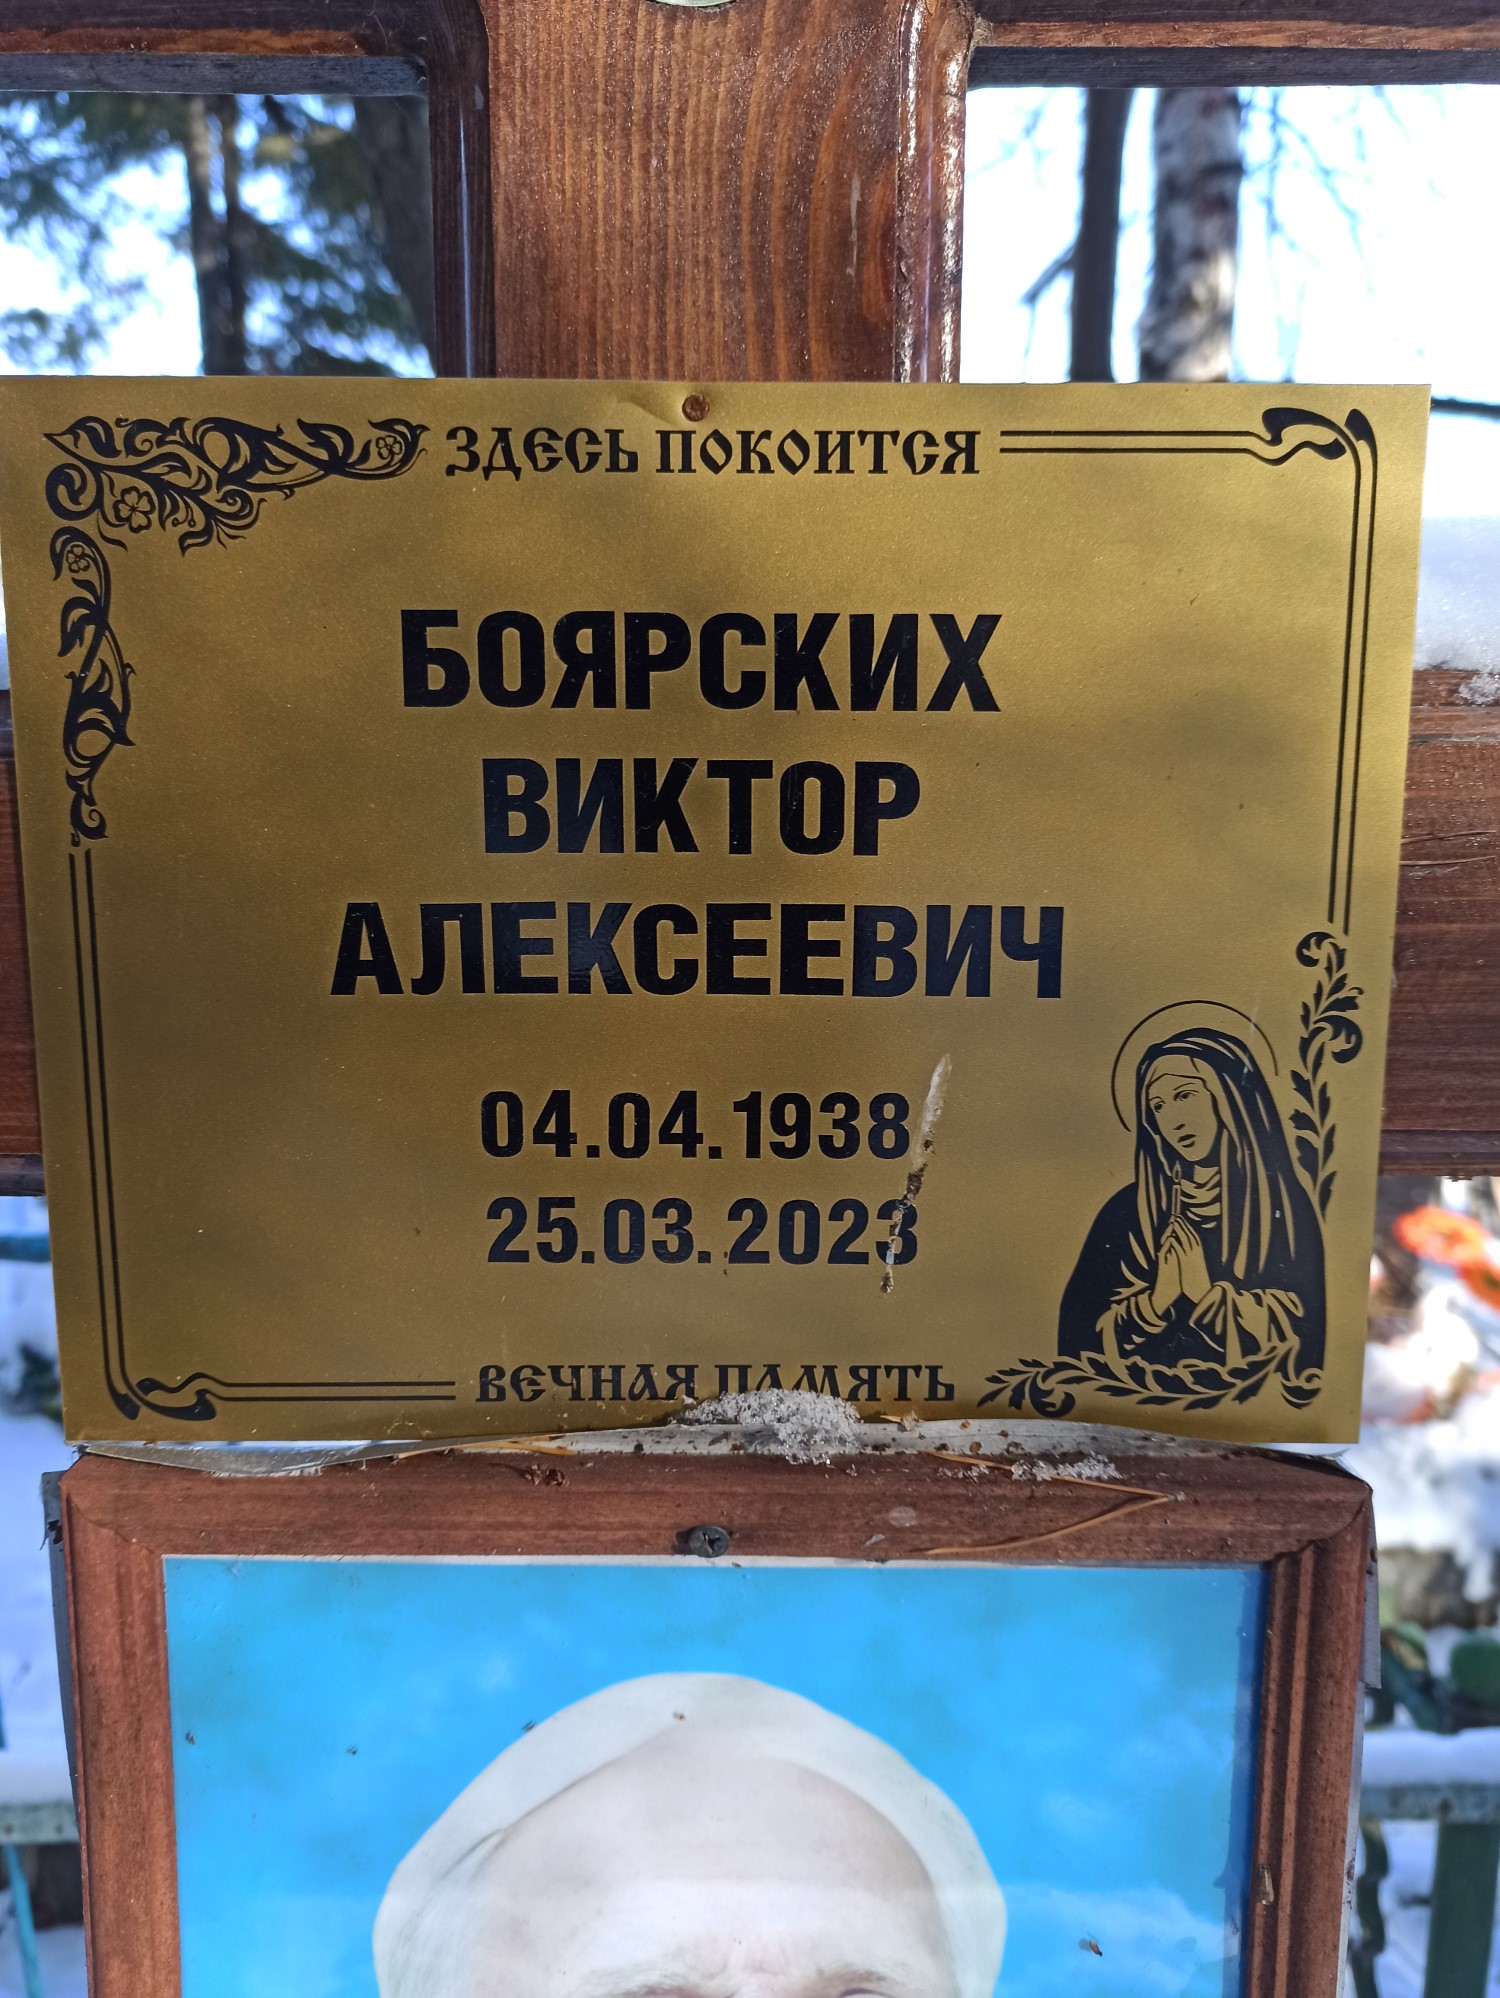 ЗДЕСЬ ПОКОИТСЯ
БОЯРСКИХ
ВИКТОР
АЛЕКСЕЕВИЧ
04.04.1938
25.03.2023
ВЕЧНАЯ ПАМЯТЬ